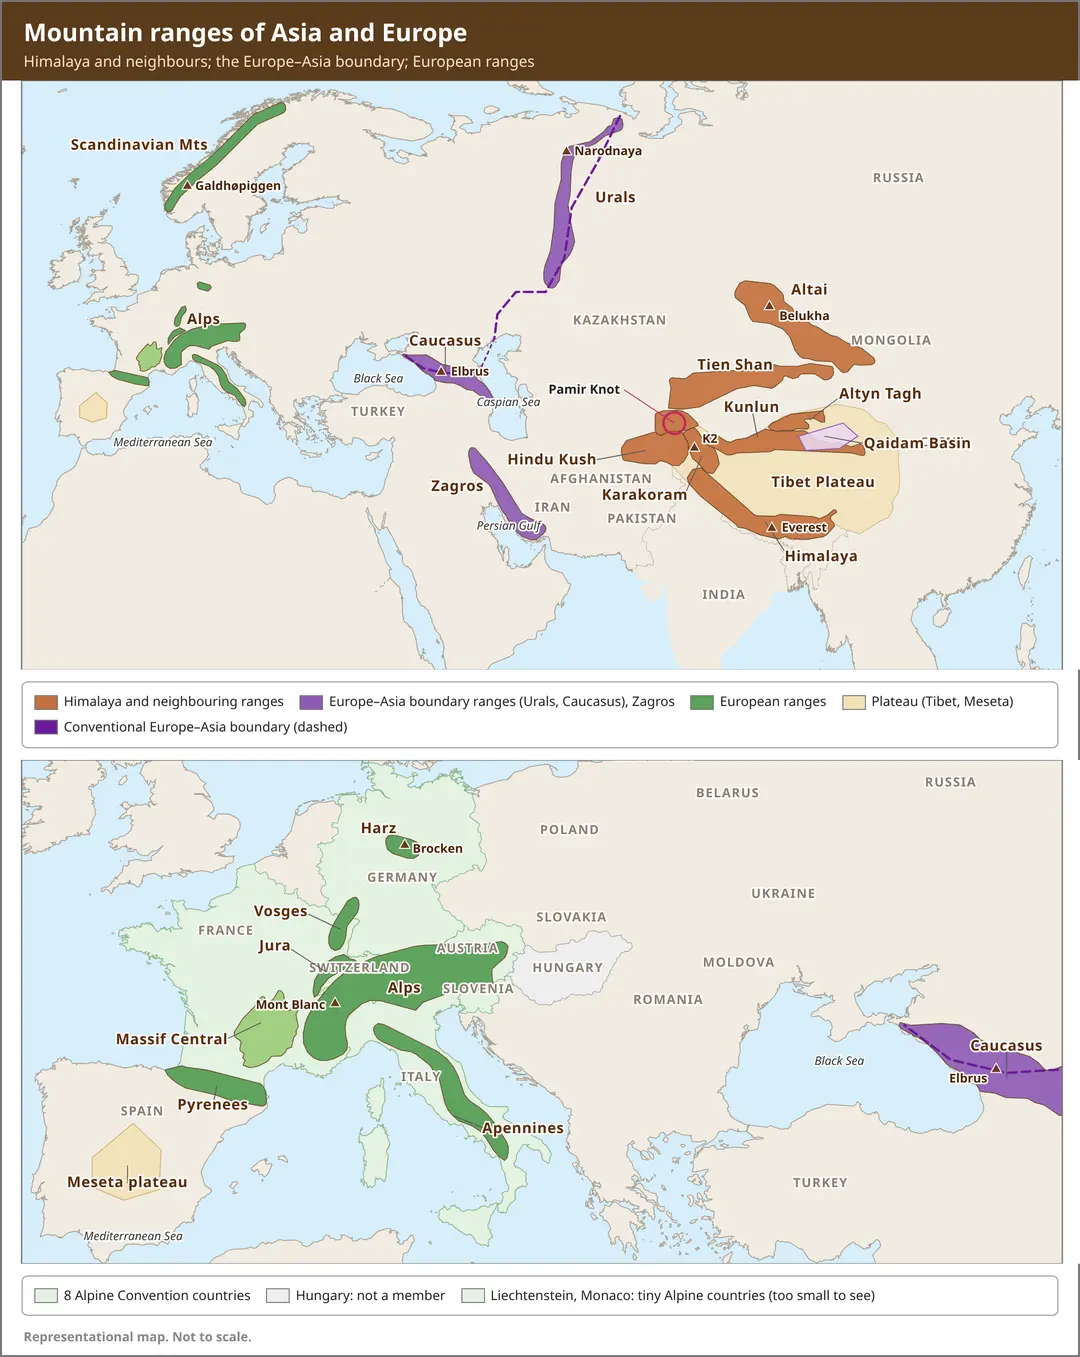 Mountain ranges of Asia and Europe
Himalaya and neighbours; the Europe–Asia boundary; European ranges
Scandinavian Mts
Galdhøpiggen
Narodnaya
Urals
RUSSIA
Alps
Altai
Belukha
KAZAKHSTAN
MONGOLIA
Caucasus
Elbrus
Black Sea
Caspian Sea
TURKEY
Tien Shan
Pamir Knot
Kunlun
Altyn Tagh
K2
Qaidam Basin
Mediterranean Sea
Hindu Kush
AFGHANISTAN
Tibet Plateau
Zagros
Karakoram
IRAN
PAKISTAN
Persian Gulf
Everest
Himalaya
INDIA
Himalaya and neighbouring ranges
Europe–Asia boundary ranges (Urals, Caucasus), Zagros
European ranges
Plateau (Tibet, Meseta)
Conventional Europe–Asia boundary (dashed)
RUSSIA
BELARUS
Harz
POLAND
Brocken
GERMANY
UKRAINE
Vosges
SLOVAKIA
FRANCE
Jura
AUSTRIA
SWITZERLAND
HUNGARY
MOLDOVA
Alps
SLOVENIA
ROMANIA
Mont Blanc
Massif Central
Caucasus
Black Sea
Elbrus
ITALY
Pyrenees
SPAIN
Apennines
Meseta plateau
TURKEY
Mediterranean Sea
8 Alpine Convention countries
Hungary: not a member
Liechtenstein, Monaco: tiny Alpine countries (too small to see)
Representational map. Not to scale.